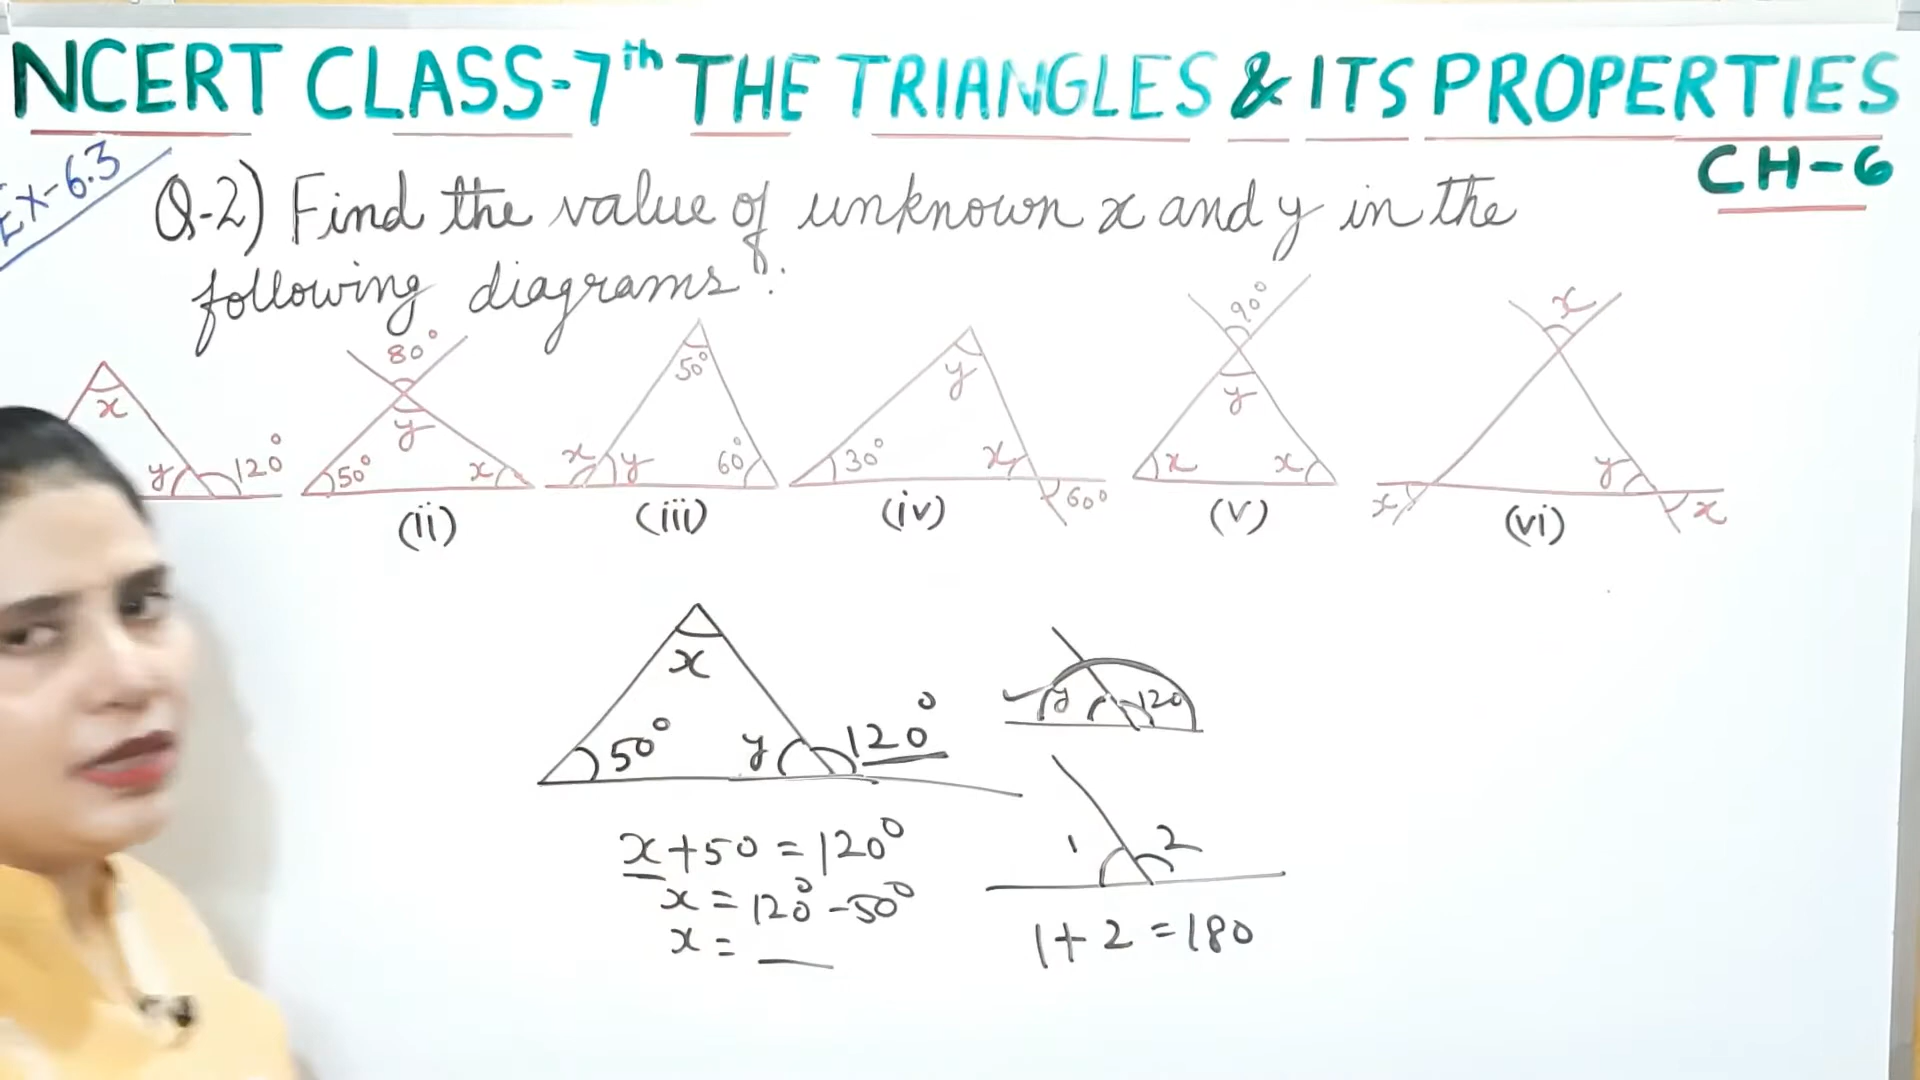 NCERT CLASS-7th THE TRIANGLES & ITS PROPERTIES
CH-6
Ex-6.3
Q-2) Find the value of unknown x and y in the
following diagrams:
x y 120°
80° y 50° x
50° x y 60°
y 30° x 60°
90° y x x
x y x x
(ii) (iii) (iv) (v) (vi)
x
50° y 120°
y 120
x+50=120°
x=120°-50°
x=
1 2
1+2=180